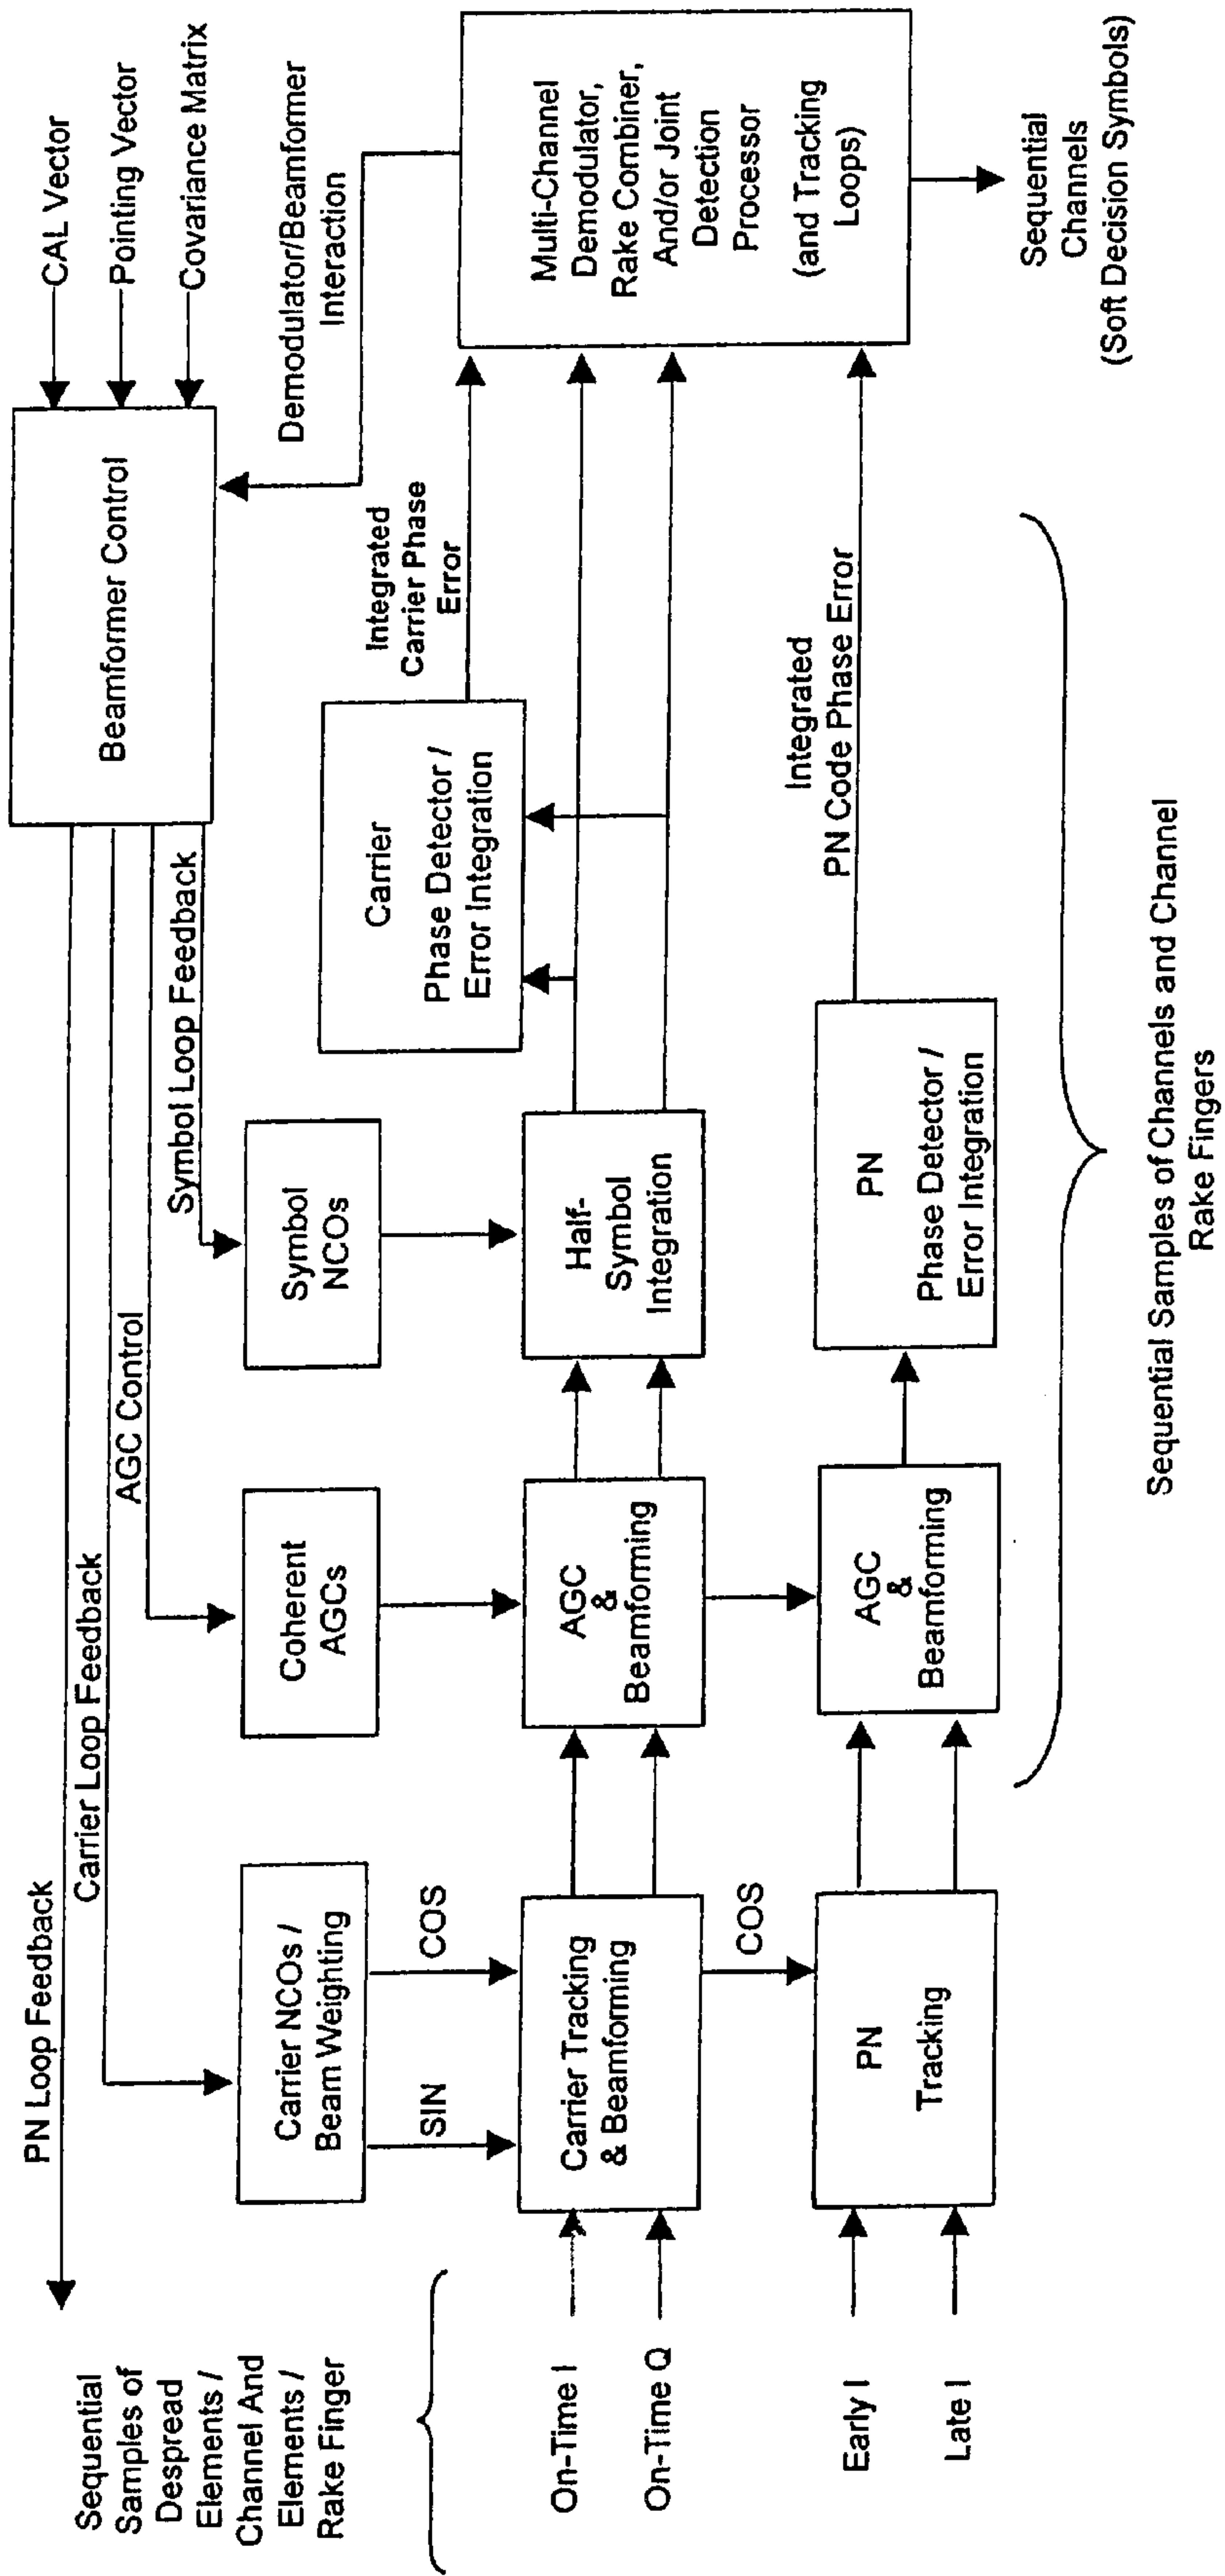 PN Loop Feedback
Carrier Loop Feedback
AGC Control
Symbol Loop Feedback
Beamformer Control
CAL Vector
Pointing Vector
Covariance Matrix
Demodulator/Beamformer
Interaction
Sequential
Samples of
Despread
Elements /
Channel And
Elements /
Rake Finger
Carrier NCOs /
Beam Weighting
Coherent
AGCs
Symbol
NCOs
Carrier
Phase Detector /
Error Integration
Integrated
Carrier Phase
Error
SIN
COS
On-Time I
On-Time Q
Carrier Tracking
& Beamforming
AGC
&
Beamforming
Half-
Symbol
Integration
Multi-Channel
Demodulator,
Rake Combiner,
And/or Joint
Detection
Processor
(and Tracking
Loops)
COS
Early I
Late I
PN
Tracking
AGC
&
Beamforming
PN
Phase Detector /
Error Integration
Integrated
PN Code Phase Error
Sequential
Channels
(Soft Decision Symbols)
Sequential Samples of Channels and Channel
Rake Fingers